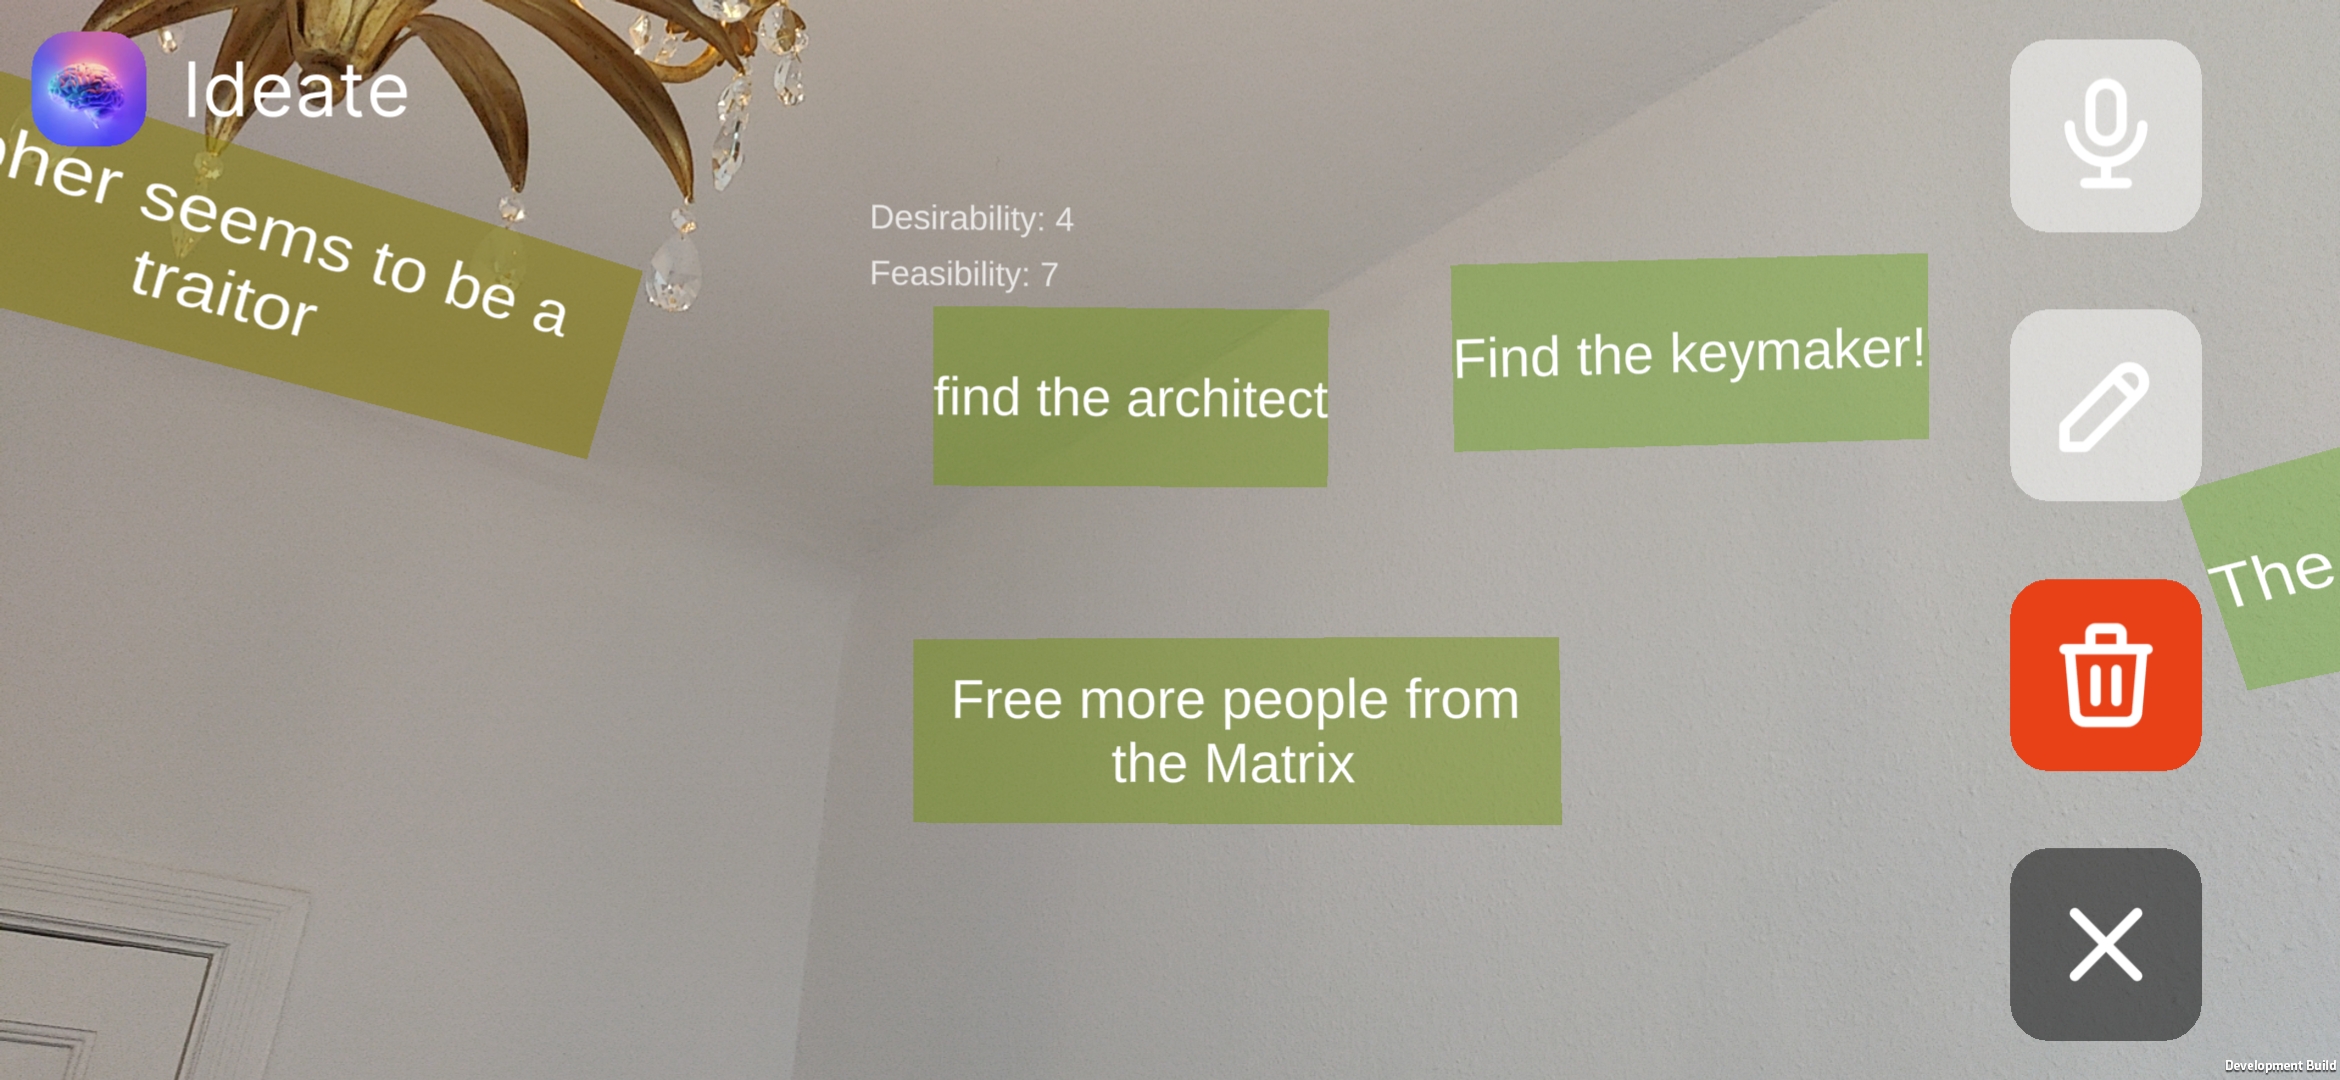 Ideate
seems to be a
traitor
Desirability: 4
Feasibility: 7
find the architect
Find the keymaker!
The
Free more people from
the Matrix
Development Build